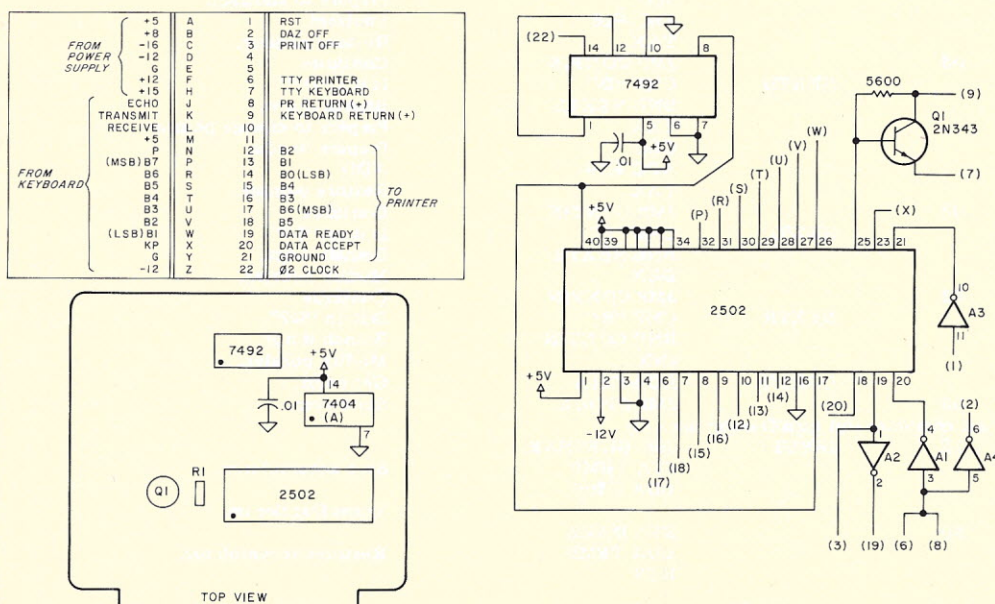 +5 A 1 RST
+8 B 2 DAZ OFF
-16 C 3 PRINT OFF
-12 D 4
G E 5
+12 F 6 TTY PRINTER
+15 H 7 TTY KEYBOARD
ECHO J 8 PR RETURN (+)
TRANSMIT K 9 KEYBOARD RETURN (+)
RECEIVE L 10
+5 M 11
P N 12 B2
(MSB) B7 P 13 B1
B6 R 14 B0 (LSB)
B5 S 15 B4
B4 T 16 B3
B3 U 17 B6 (MSB)
B2 V 18 B5
(LSB) B1 W 19 DATA READY
KP X 20 DATA ACCEPT
G Y 21 GROUND
-12 Z 22 Ø2 CLOCK
FROM
POWER
SUPPLY
FROM
KEYBOARD
TO
PRINTER
7492
+5V
14
.01
7404
(A)
7
Q1
R1
2502
TOP VIEW
(22)
14 12 10 8
7492
1 5 6 7
.01
+5V
5600
(9)
Q1
2N343
(7)
(P) (R) (S) (T) (U) (V) (W)
(X)
+5V
40 39 34 32 31 30 29 28 27 26 25 23 21
2502
10
A3
11
(1)
+5V
1 2 3 4 6 7 8 9 10 11 12 16 17 18 19 20
-12V
(17) (18) (15) (16) (12) (13) (14)
(20)
(2)
1
A2
2
4
A1
3
6
A4
5
(3) (19) (6) (8)